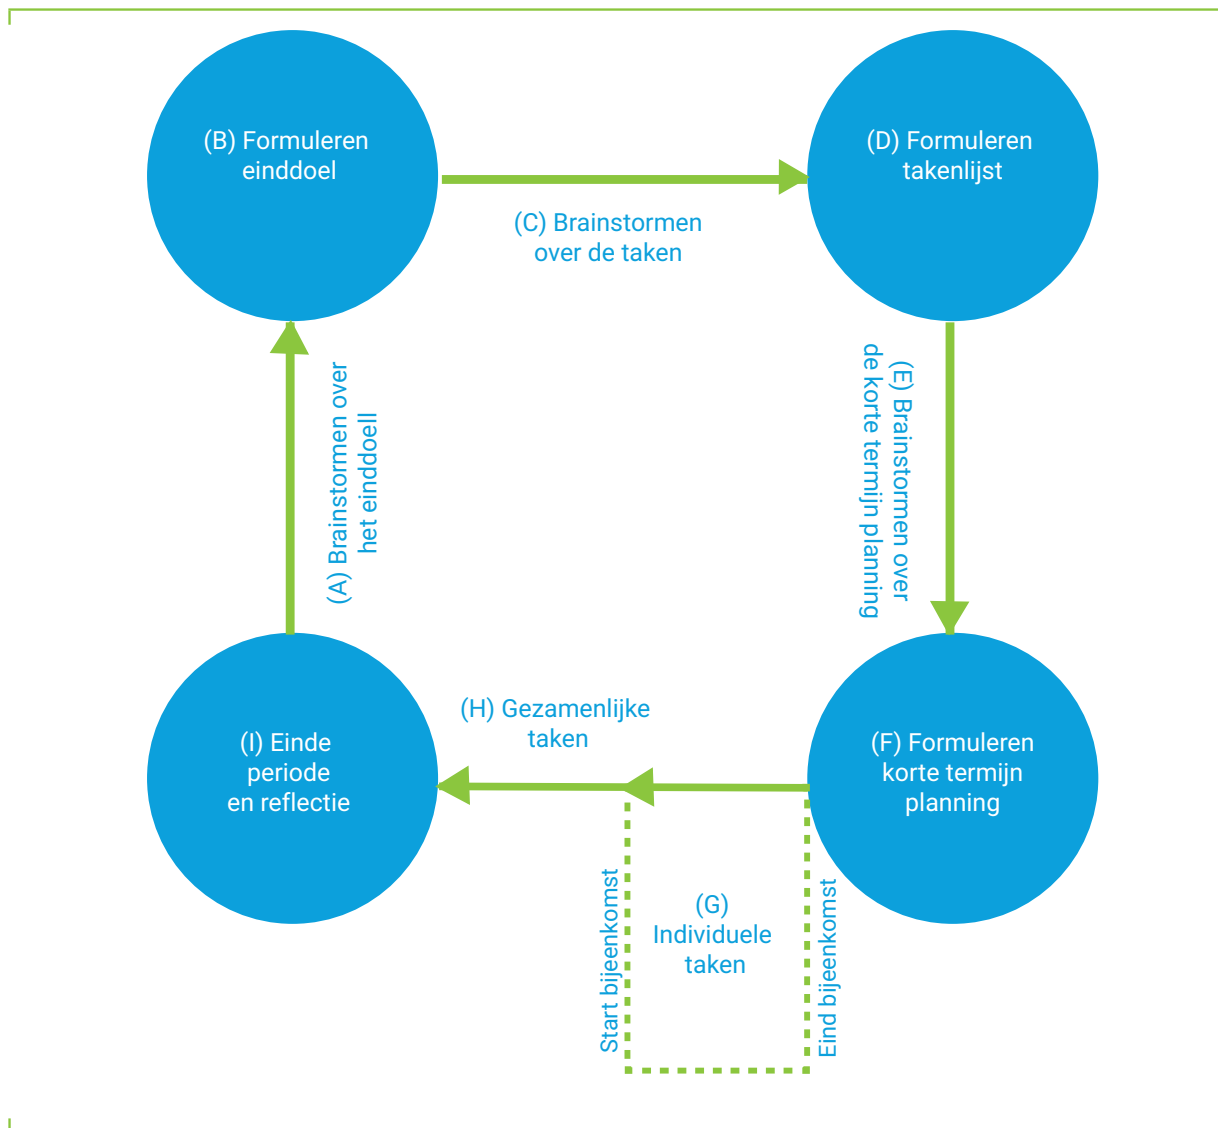 (B) Formuleren
einddoel
(D) Formuleren
takenlijst
(C) Brainstormen
over de taken
(A) Brainstormen over
het einddoell
(E) Brainstormen over
de korte termijn planning
(H) Gezamenlijke
taken
(I) Einde
periode
en reflectie
(F) Formuleren
korte termijn
planning
Start bijeenkomst
(G)
Individuele
taken
Eind bijeenkomst